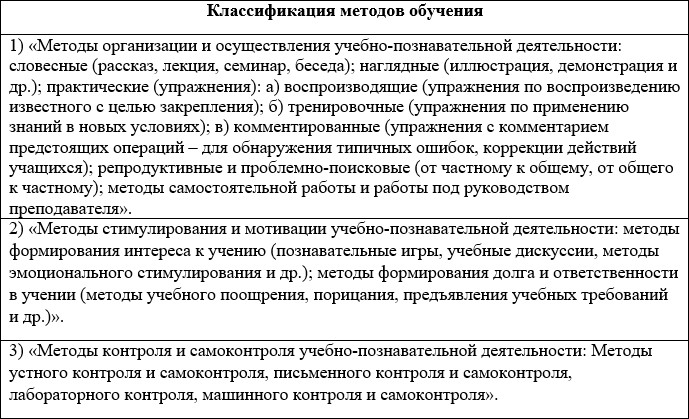 Классификация методов обучения
1) «Методы организации и осуществления учебно-познавательной деятельности:
словесные (рассказ, лекция, семинар, беседа); наглядные (иллюстрация, демонстрация и
др.); практические (упражнения): а) воспроизводящие (упражнения по воспроизведению
известного с целью закрепления); б) тренировочные (упражнения по применению
знаний в новых условиях); в) комментированные (упражнения с комментарием
предстоящих операций – для обнаружения типичных ошибок, коррекции действий
учащихся); репродуктивные и проблемно-поисковые (от частному к общему, от общего
к частному); методы самостоятельной работы и работы под руководством
преподавателя».
2) «Методы стимулирования и мотивации учебно-познавательной деятельности: методы
формирования интереса к учению (познавательные игры, учебные дискуссии, методы
эмоционального стимулирования и др.); методы формирования долга и ответственности
в учении (методы учебного поощрения, порицания, предъявления учебных требований
и др.)».
3) «Методы контроля и самоконтроля учебно-познавательной деятельности: Методы
устного контроля и самоконтроля, письменного контроля и самоконтроля,
лабораторного контроля, машинного контроля и самоконтроля».